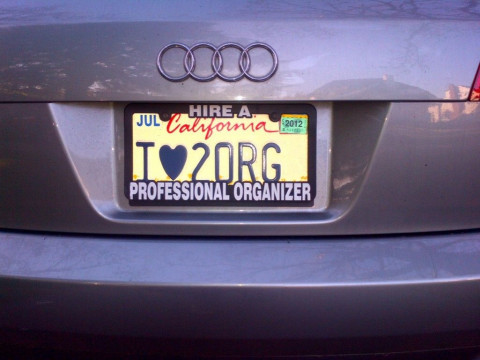 HIRE A
JUL California 2012
I♥2ORG
PROFESSIONAL ORGANIZER